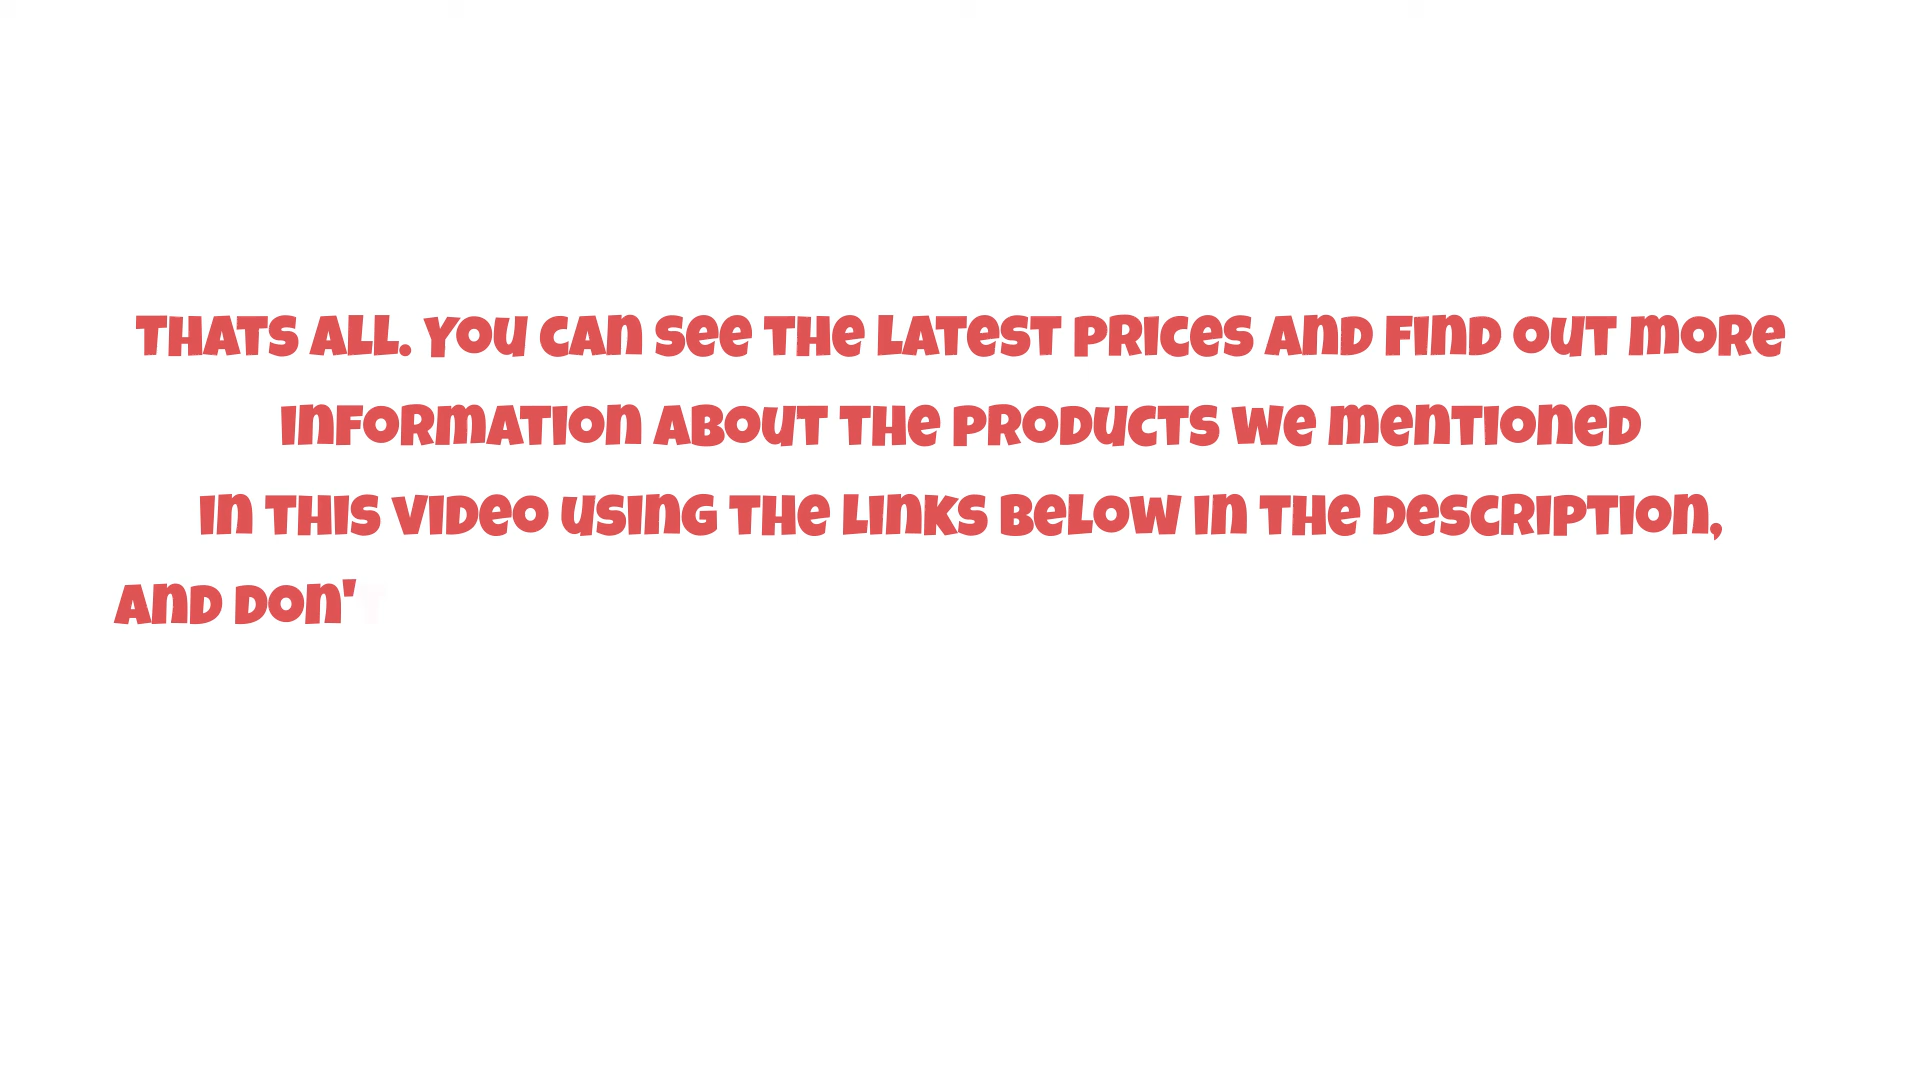 Thats all. You can see the latest prices and find out more
information about the products we mentioned
in this video using the links below in the description,
and don't